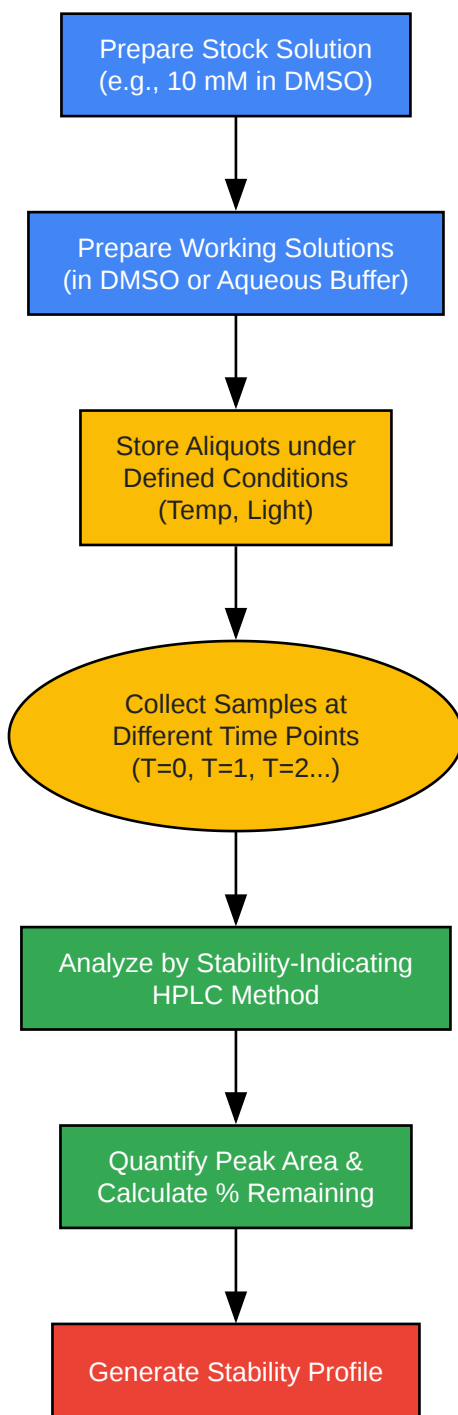 Prepare Stock Solution
(e.g., 10 mM in DMSO)
Prepare Working Solutions
(in DMSO or Aqueous Buffer)
Store Aliquots under
Defined Conditions
(Temp, Light)
Collect Samples at
Different Time Points
(T=0, T=1, T=2...)
Analyze by Stability-Indicating
HPLC Method
Quantify Peak Area &
Calculate % Remaining
Generate Stability Profile